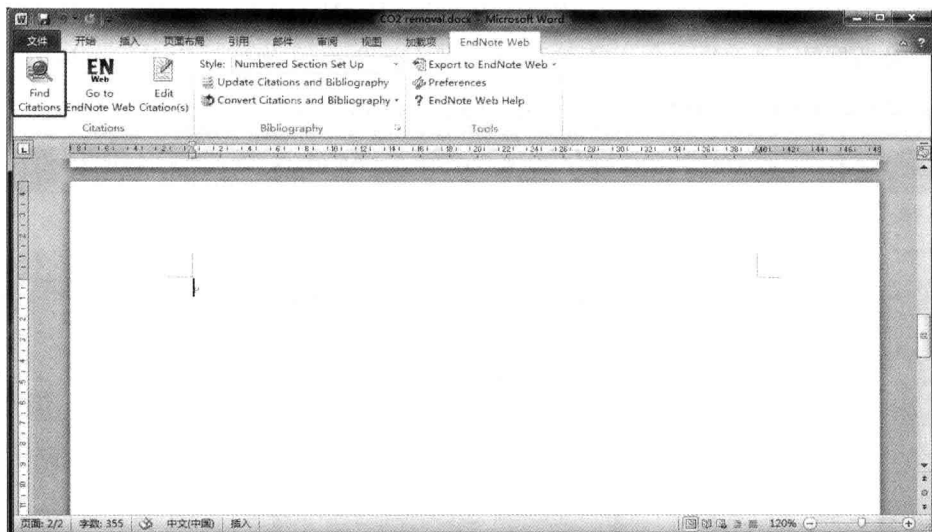 CO2 removal.docx - Microsoft Word
文件 开始 插入 页面布局 引用 邮件 审阅 视图 加载项 EndNote Web
Find Citations
EN Web
Go to EndNote Web
Edit Citation(s)
Citations
Style: Numbered Section Set Up
Update Citations and Bibliography
Convert Citations and Bibliography
Bibliography
Export to EndNote Web
Preferences
EndNote Web Help
Tools
页面: 2/2 字数: 355 中文(中国) 插入 120%